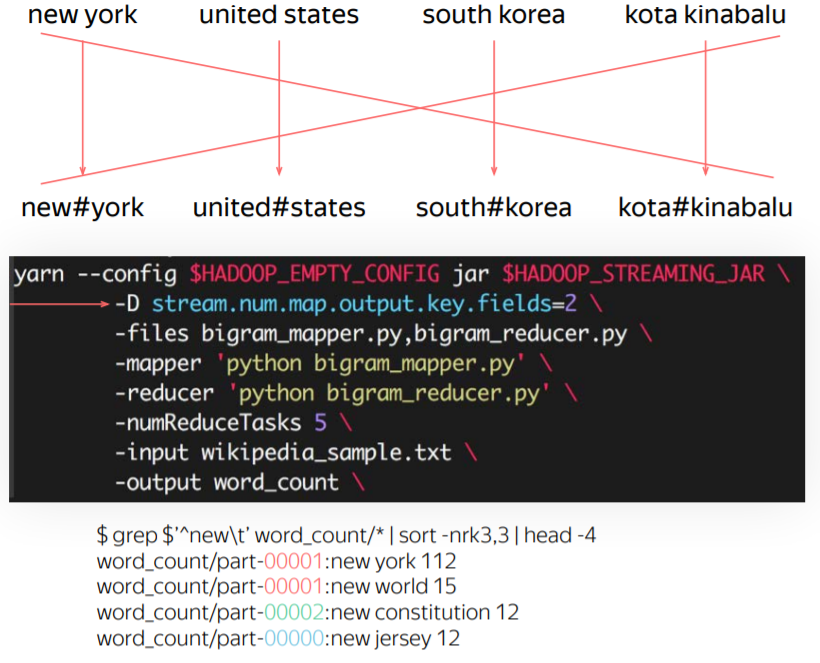 new york united states south korea kota kinabalu
new#york united#states south#korea kota#kinabalu
yarn --config $HADOOP_EMPTY_CONFIG jar $HADOOP_STREAMING_JAR \
-D stream.num.map.output.key.fields=2 \
-files bigram_mapper.py,bigram_reducer.py \
-mapper 'python bigram_mapper.py' \
-reducer 'python bigram_reducer.py' \
-numReduceTasks 5 \
-input wikipedia_sample.txt \
-output word_count \
$ grep $'^new\t' word_count/* | sort -nrk3,3 | head -4
word_count/part-00001:new york 112
word_count/part-00001:new world 15
word_count/part-00002:new constitution 12
word_count/part-00000:new jersey 12